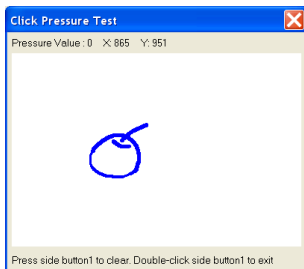 Click Pressure Test
Pressure Value : 0 X: 865 Y: 951
Press side button1 to clear. Double-click side button1 to exit